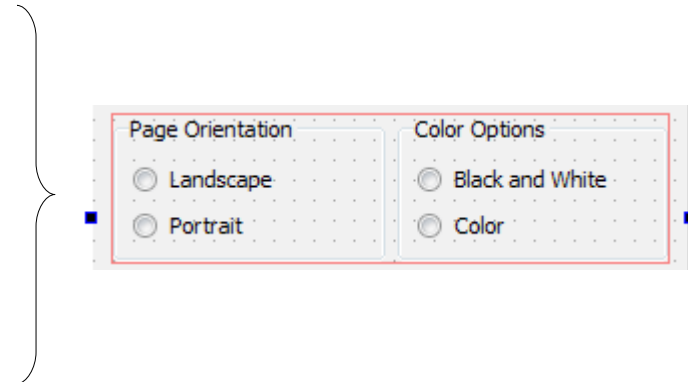 Page Orientation
Landscape
Portrait
Color Options
Black and White
Color